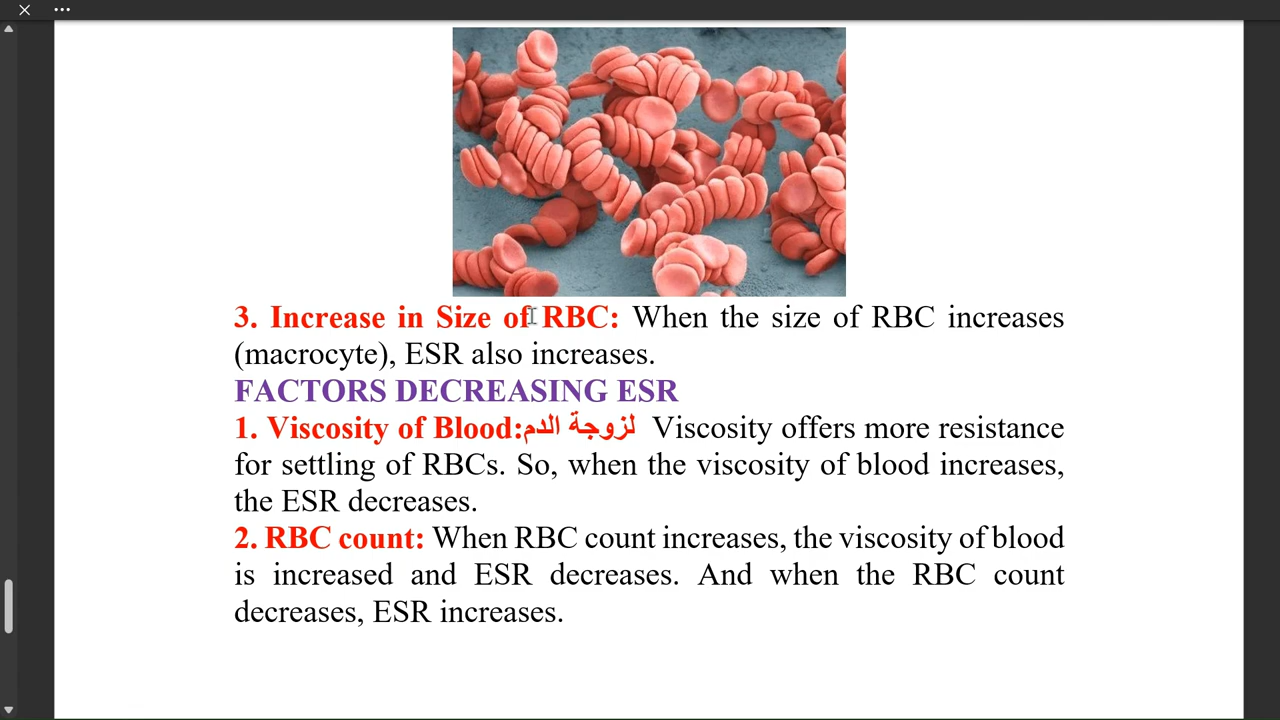 3. Increase in Size of RBC: When the size of RBC increases
(macrocyte), ESR also increases.
FACTORS DECREASING ESR
1. Viscosity of Blood:لزوجة الدم Viscosity offers more resistance
for settling of RBCs. So, when the viscosity of blood increases,
the ESR decreases.
2. RBC count: When RBC count increases, the viscosity of blood
is increased and ESR decreases. And when the RBC count
decreases, ESR increases.